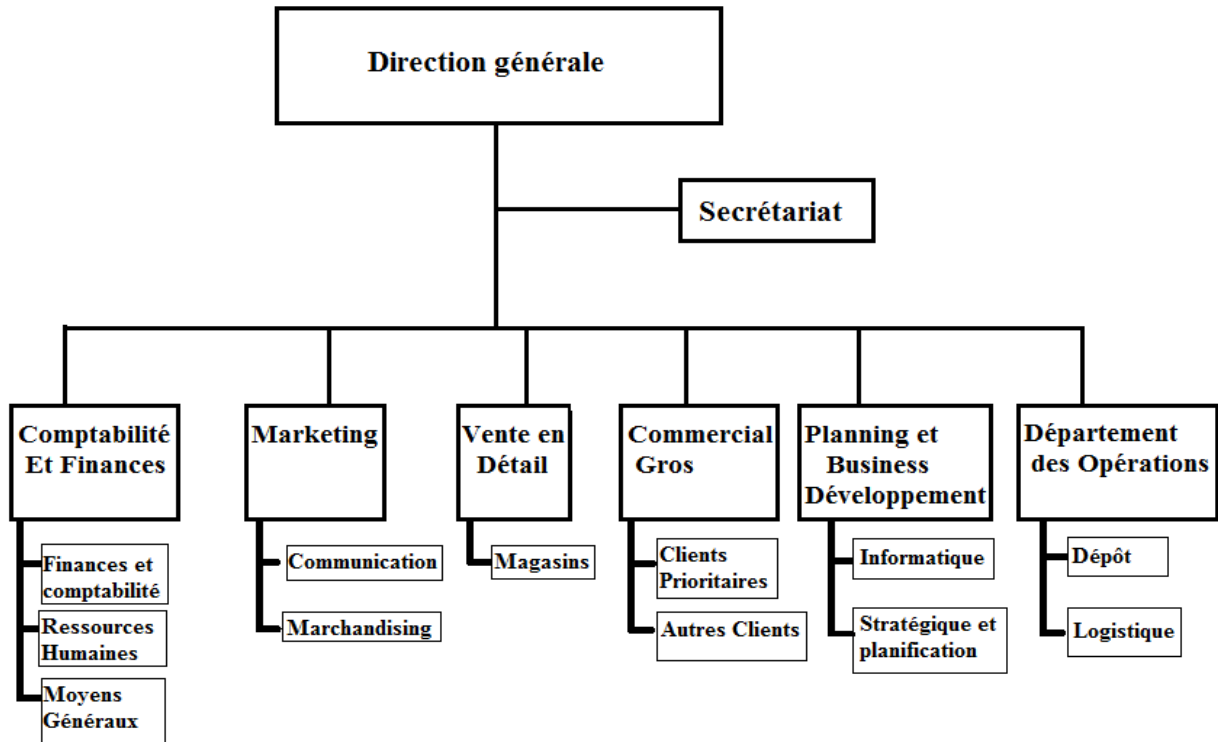 Direction générale
Secrétariat
Comptabilité
Et Finances
Marketing
Vente en
Détail
Commercial
Gros
Planning et
Business
Développement
Département
des Opérations
Finances et
comptabilité
Ressources
Humaines
Moyens
Généraux
Communication
Marchandising
Magasins
Clients
Prioritaires
Autres Clients
Informatique
Stratégique et
planification
Dépôt
Logistique